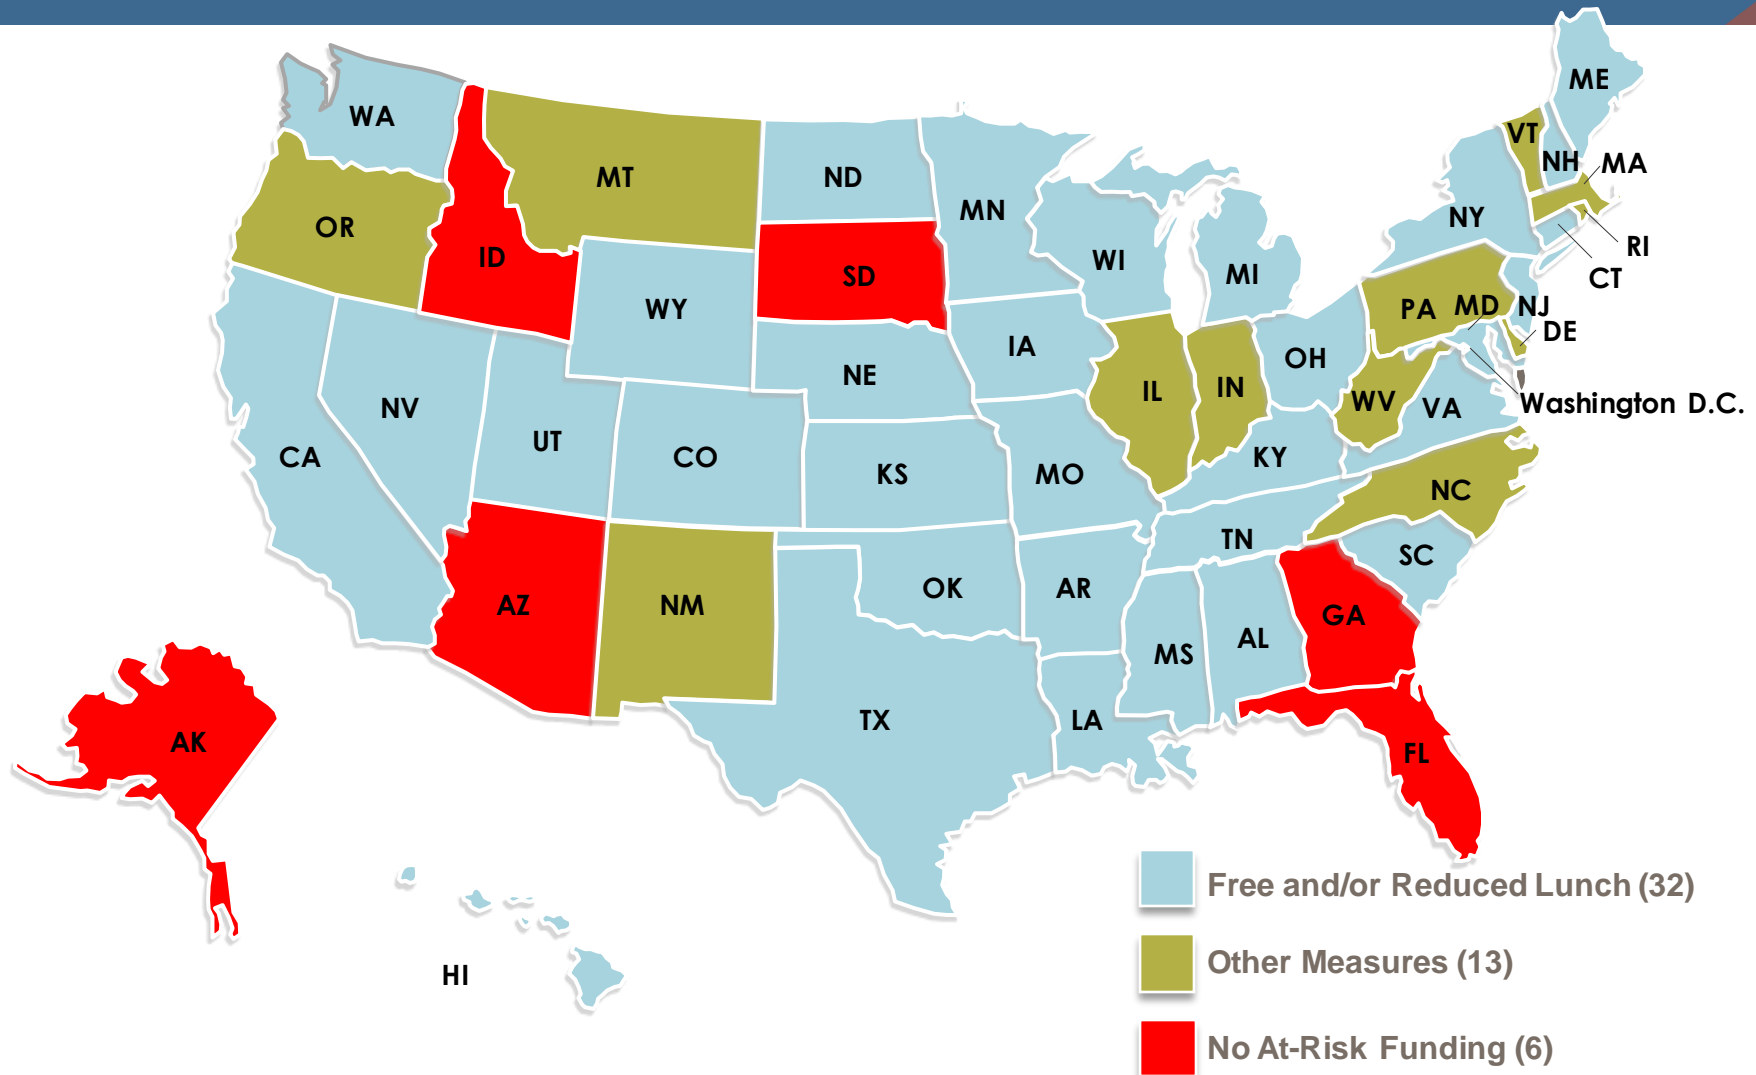 ME
WA
VT
NH
MA
MT
ND
MN
NY
OR
RI
ID
SD
WI
MI
CT
WY
PA
MD
NJ
DE
IA
OH
NE
IL
IN
WV
VA
Washington D.C.
NV
CA
UT
CO
KS
MO
KY
NC
TN
SC
AZ
NM
OK
AR
GA
MS
AL
TX
LA
AK
FL
HI
Free and/or Reduced Lunch (32)
Other Measures (13)
No At-Risk Funding (6)